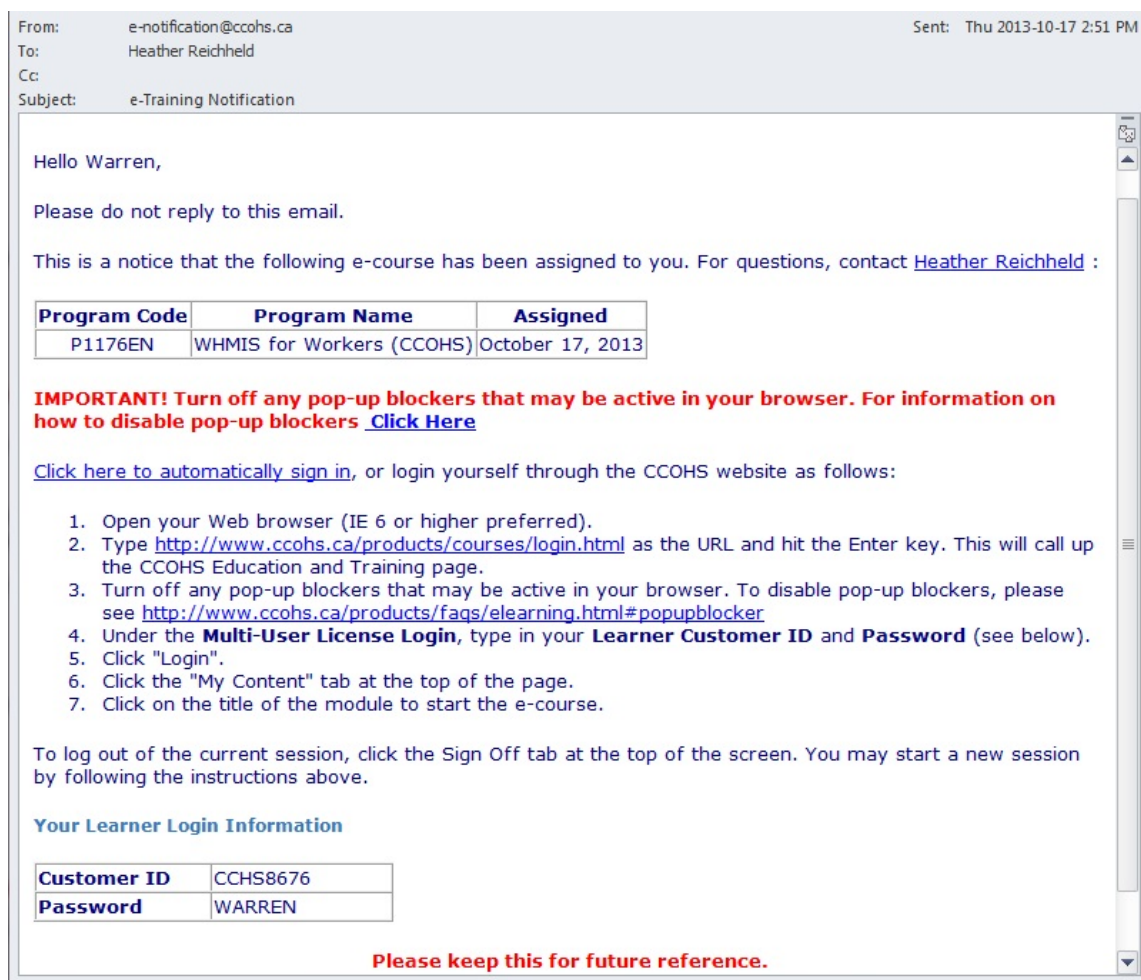 From: e-notification@ccohs.ca Sent: Thu 2013-10-17 2:51 PM
To: Heather Reichheld
Cc:
Subject: e-Training Notification
Hello Warren,
Please do not reply to this email.
This is a notice that the following e-course has been assigned to you. For questions, contact Heather Reichheld :
Program Code Program Name Assigned
P1176EN WHMIS for Workers (CCOHS) October 17, 2013
IMPORTANT! Turn off any pop-up blockers that may be active in your browser. For information on
how to disable pop-up blockers Click Here
Click here to automatically sign in, or login yourself through the CCOHS website as follows:
1. Open your Web browser (IE 6 or higher preferred).
2. Type http://www.ccohs.ca/products/courses/login.html as the URL and hit the Enter key. This will call up
the CCOHS Education and Training page.
3. Turn off any pop-up blockers that may be active in your browser. To disable pop-up blockers, please
see http://www.ccohs.ca/products/faqs/elearning.html#popupblocker
4. Under the Multi-User License Login, type in your Learner Customer ID and Password (see below).
5. Click "Login".
6. Click the "My Content" tab at the top of the page.
7. Click on the title of the module to start the e-course.
To log out of the current session, click the Sign Off tab at the top of the screen. You may start a new session
by following the instructions above.
Your Learner Login Information
Customer ID CCHS8676
Password WARREN
Please keep this for future reference.